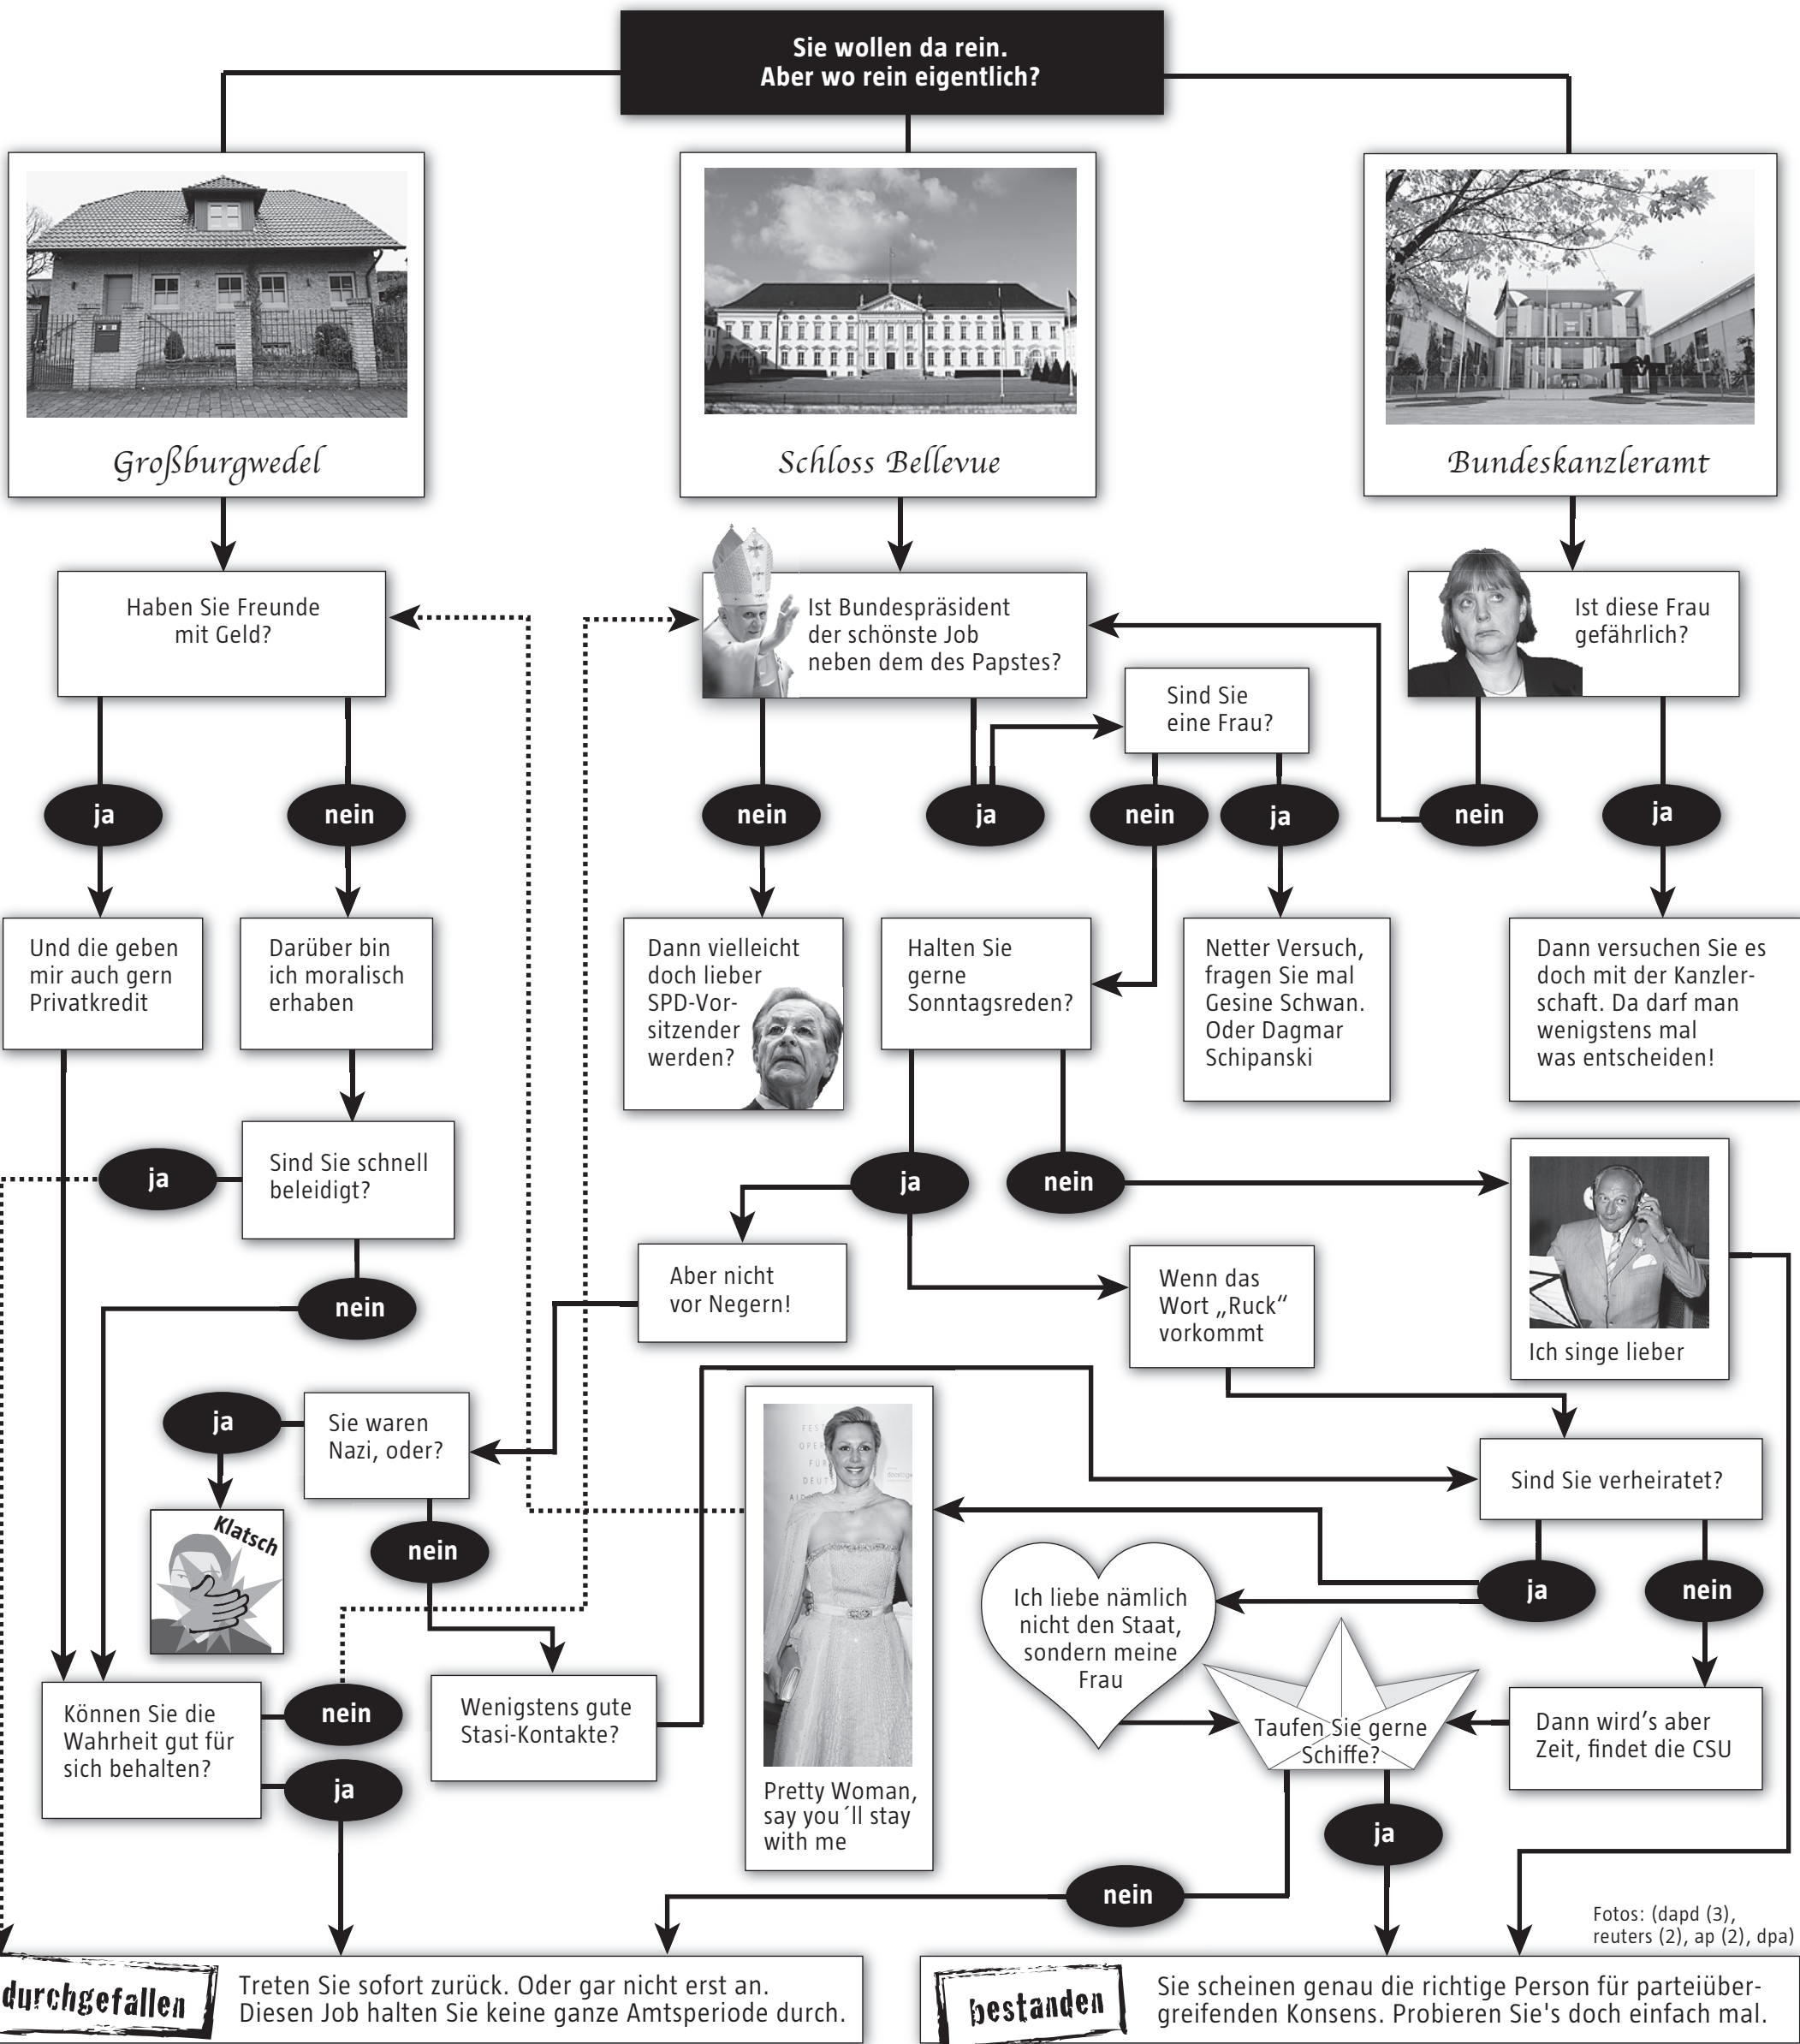 Sie wollen da rein.
Aber wo rein eigentlich?
Großburgwedel
Schloss Bellevue
Bundeskanzleramt
Haben Sie Freunde
mit Geld?
Ist Bundespräsident
der schönste Job
neben dem des Papstes?
Ist diese Frau
gefährlich?
Sind Sie
eine Frau?
ja
nein
nein
ja
nein
ja
nein
ja
Und die geben
mir auch gern
Privatkredit
Darüber bin
ich moralisch
erhaben
Dann vielleicht
doch lieber
SPD-Vor-
sitzender
werden?
Halten Sie
gerne
Sonntagsreden?
Netter Versuch,
fragen Sie mal
Gesine Schwan.
Oder Dagmar
Schipanski
Dann versuchen Sie es
doch mit der Kanzler-
schaft. Da darf man
wenigstens mal
was entscheiden!
ja
Sind Sie schnell
beleidigt?
ja
nein
nein
Aber nicht
vor Negern!
Wenn das
Wort „Ruck“
vorkommt
Ich singe lieber
ja
Sie waren
Nazi, oder?
Sind Sie verheiratet?
Klatsch
nein
ja
nein
Ich liebe nämlich
nicht den Staat,
sondern meine
Frau
Können Sie die
Wahrheit gut für
sich behalten?
nein
ja
Wenigstens gute
Stasi-Kontakte?
Pretty Woman,
say you´ll stay
with me
Taufen Sie gerne
Schiffe?
Dann wird’s aber
Zeit, findet die CSU
ja
nein
Fotos: (dapd (3),
reuters (2), ap (2), dpa)
durchgefallen
Treten Sie sofort zurück. Oder gar nicht erst an.
Diesen Job halten Sie keine ganze Amtsperiode durch.
bestanden
Sie scheinen genau die richtige Person für parteiüber-
greifenden Konsens. Probieren Sie's doch einfach mal.